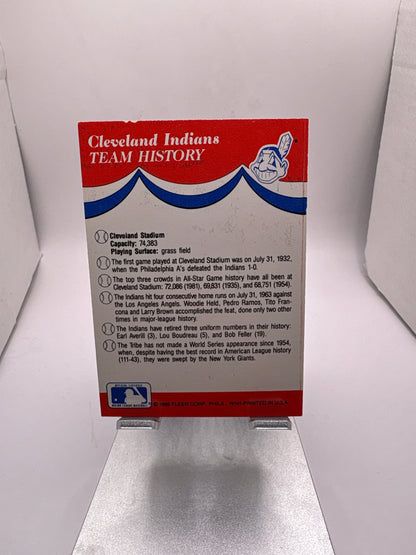 Cleveland Indians
TEAM HISTORY
Cleveland Stadium
Capacity: 74,383
Playing Surface: grass field
The first game played at Cleveland Stadium was on July 31, 1932,
when the Philadelphia A's defeated the Indians 1-0.
The top three crowds in All-Star Game history have all been at
Cleveland Stadium: 72,086 (1981), 69,831 (1935), and 68,751 (1954).
The Indians hit four consecutive home runs on July 31, 1963 against
the Los Angeles Angels. Woodie Held, Pedro Ramos, Tito Fran-
cona and Larry Brown accomplished the feat, done only two other
times in major-league history.
The Indians have retired three uniform numbers in their history:
Earl Averill (3), Lou Boudreau (5), and Bob Feller (19).
The Tribe has not made a World Series appearance since 1954,
when, despite having the best record in American League history
(111-43), they were swept by the New York Giants.
FLEER CORP. PHILA., PRINTED IN U.S.A.